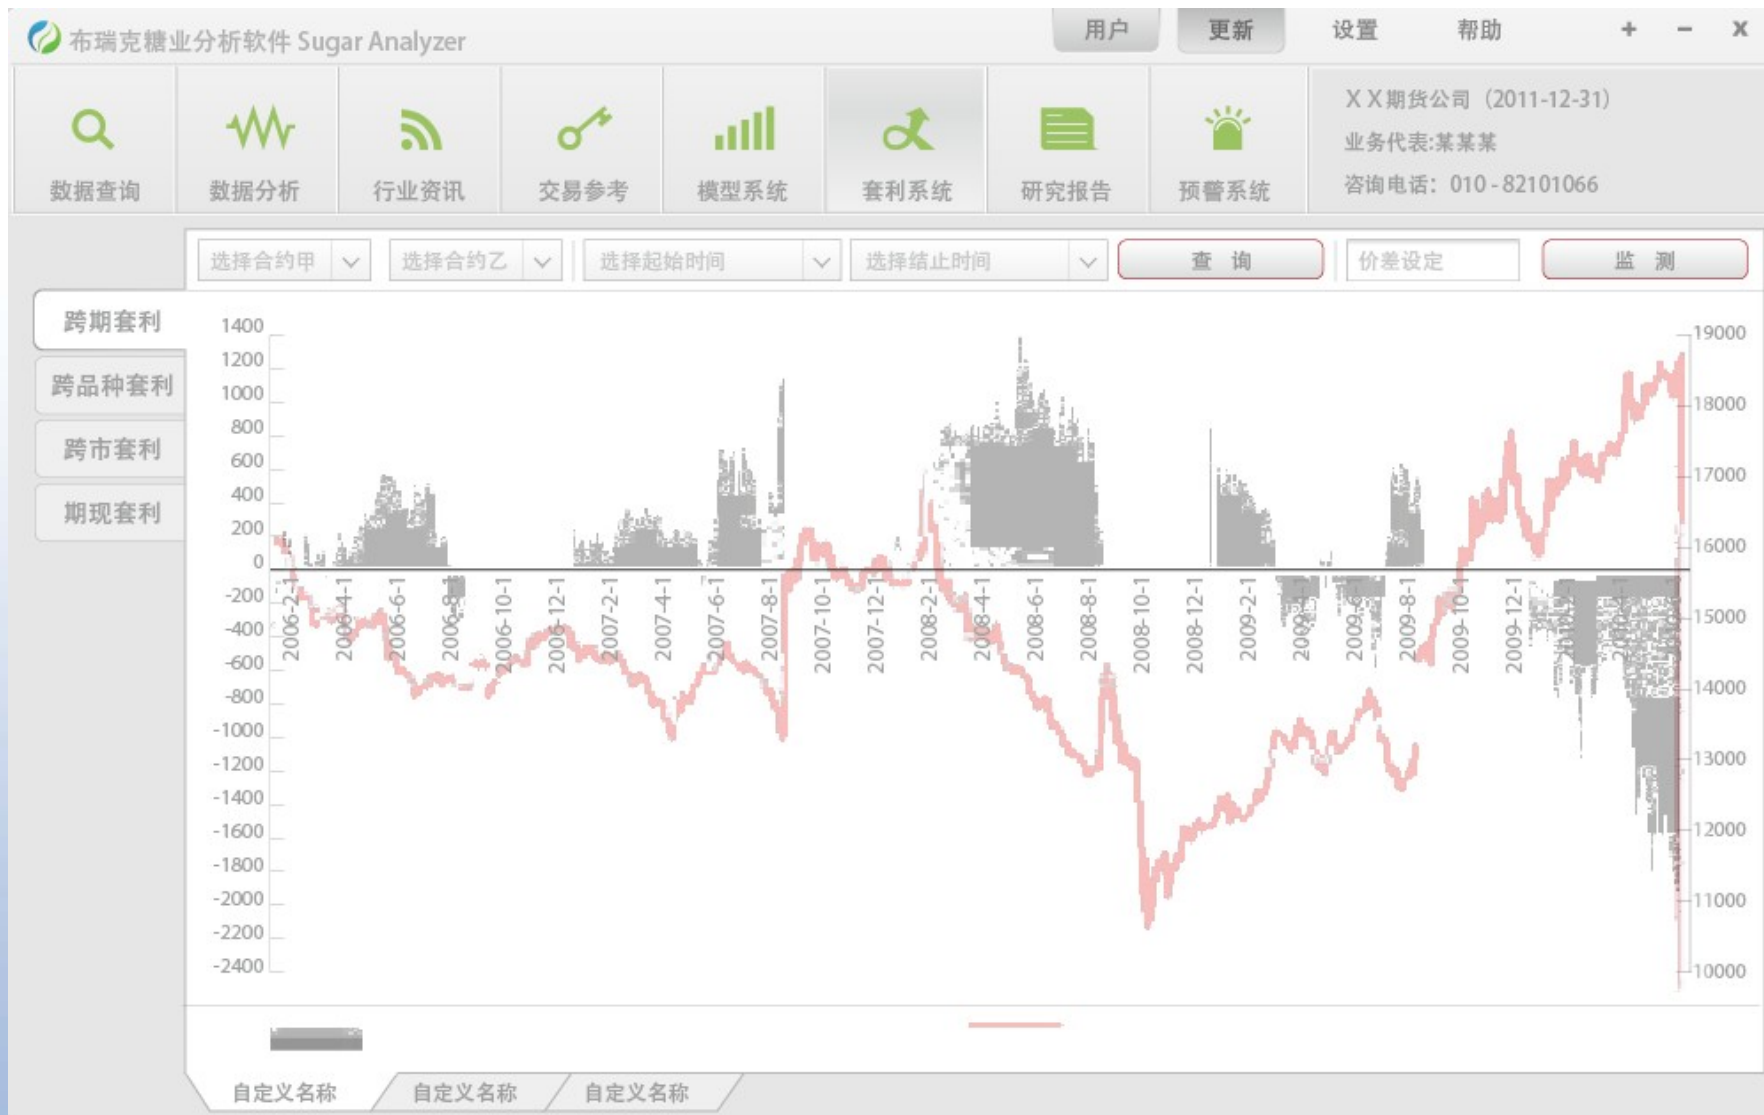 布瑞克糖业分析软件 Sugar Analyzer
用户
更新
设置
帮助
+
－
x
数据查询
数据分析
行业资讯
交易参考
模型系统
套利系统
研究报告
预警系统
X X期货公司（2011-12-31）
业务代表:某某某
咨询电话：010 - 82101066
选择合约甲
选择合约乙
选择起始时间
选择结止时间
查 询
价差设定
监 测
跨期套利
跨品种套利
跨市套利
期现套利
1400
1200
1000
800
600
400
200
0
-200
-400
-600
-800
-1000
-1200
-1400
-1600
-1800
-2000
-2200
-2400
2006-2-1
2006-4-1
2006-6-1
2006-8-1
2006-10-1
2006-12-1
2007-2-1
2007-4-1
2007-6-1
2007-8-1
2007-10-1
2007-12-1
2008-2-1
2008-4-1
2008-6-1
2008-8-1
2008-10-1
2008-12-1
2009-2-1
2009-6-1
2009-8-1
2009-10-1
2009-12-1
19000
18000
17000
16000
15000
14000
13000
12000
11000
10000
自定义名称
自定义名称
自定义名称